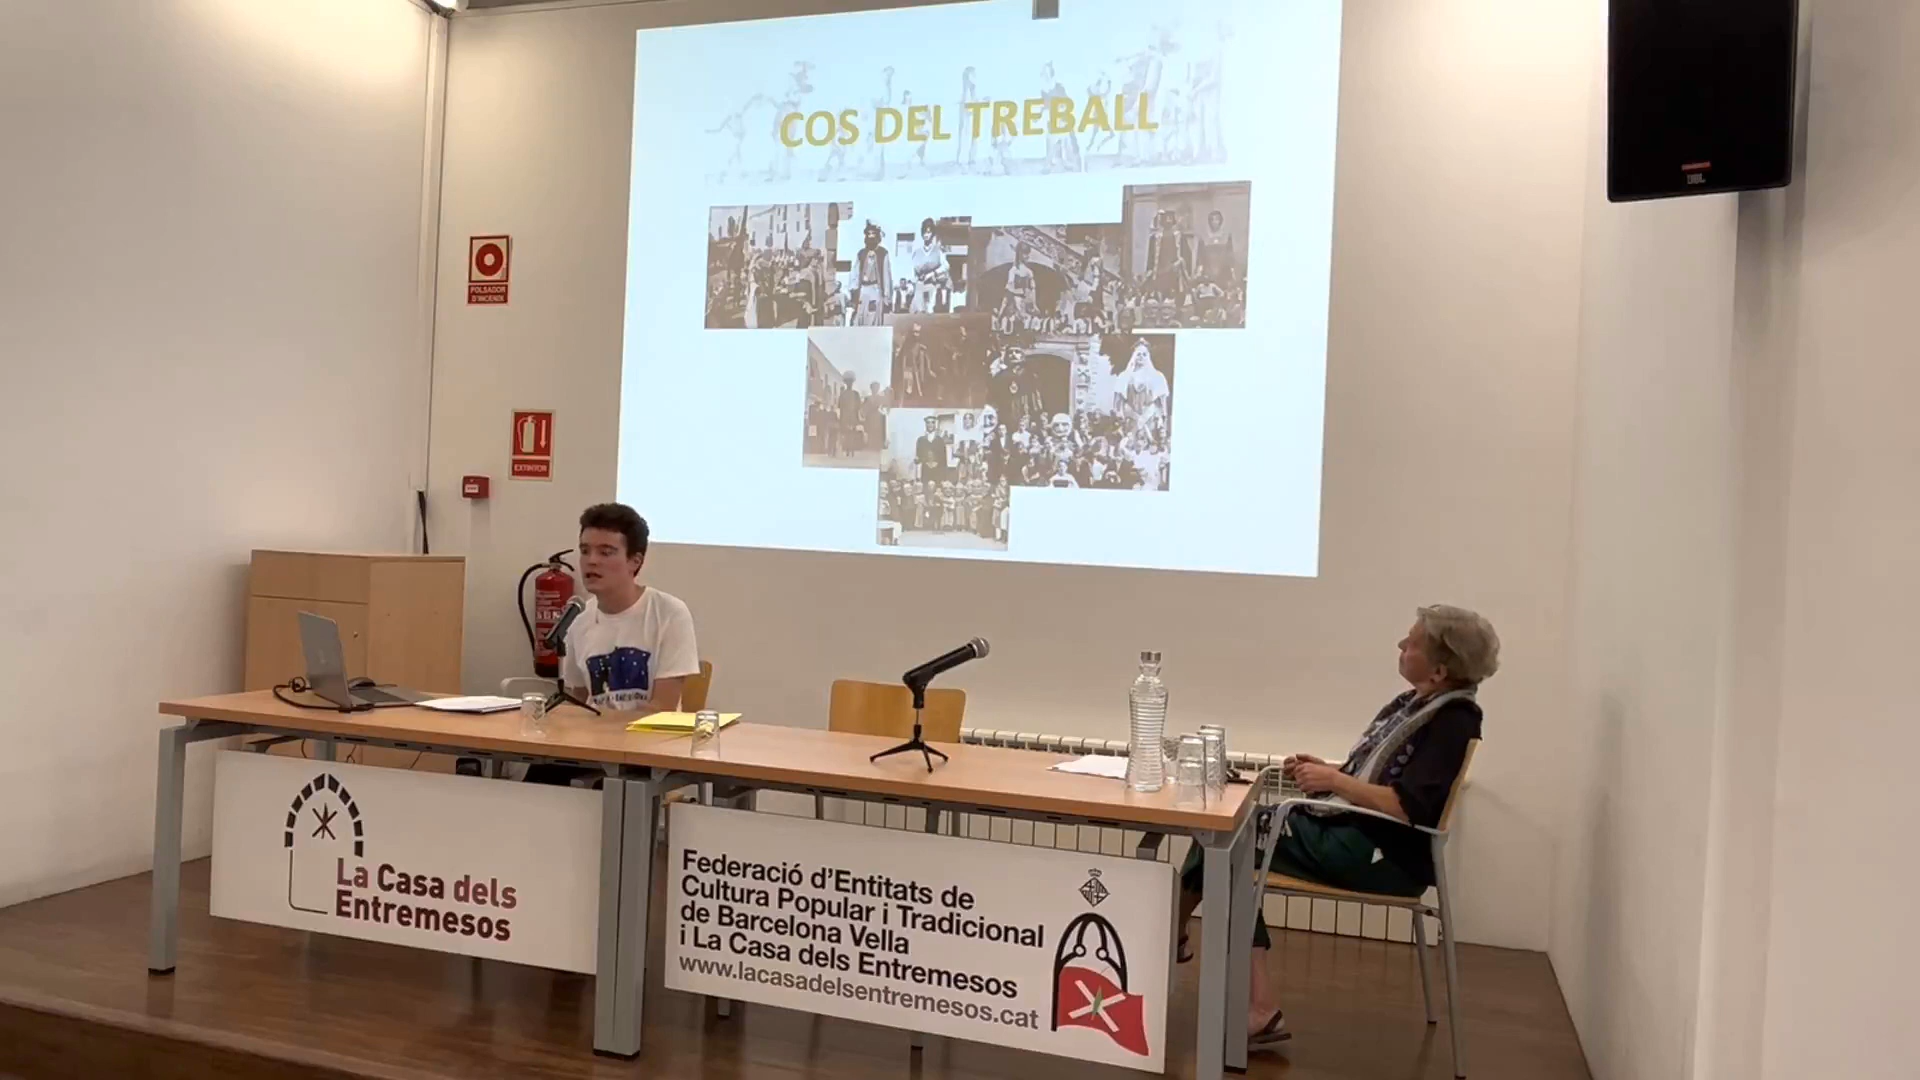 COS DEL TREBALL
POLSADOR
D'INCENDI
EXTINTOR
JBL
La Casa dels
Entremesos
Federació d'Entitats de
Cultura Popular i Tradicional
de Barcelona Vella
i La Casa dels Entremesos
www.lacasadelsentremesos.cat